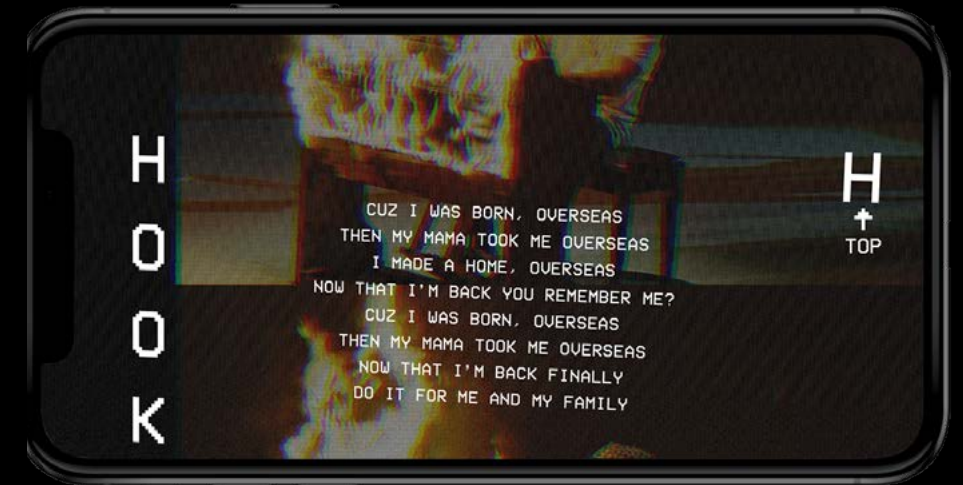 H
O
O
K
CUZ I WAS BORN, OVERSEAS
THEN MY MAMA TOOK ME OVERSEAS
I MADE A HOME, OVERSEAS
NOW THAT I'M BACK YOU REMEMBER ME?
CUZ I WAS BORN, OVERSEAS
THEN MY MAMA TOOK ME OVERSEAS
NOW THAT I'M BACK FINALLY
DO IT FOR ME AND MY FAMILY
H
TOP